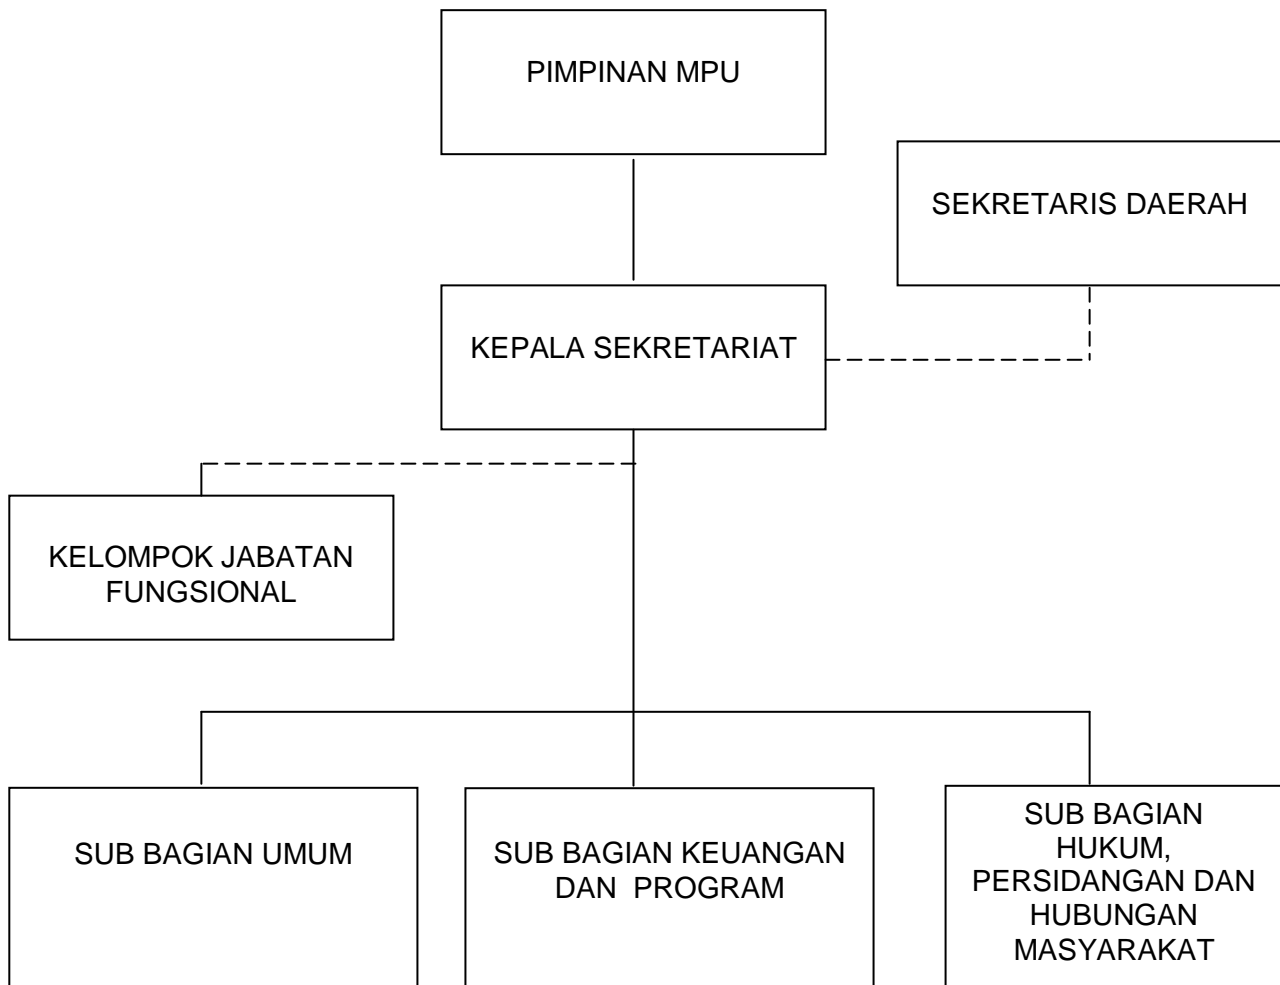 PIMPINAN MPU
SEKRETARIS DAERAH
KEPALA SEKRETARIAT
KELOMPOK JABATAN
FUNGSIONAL
SUB BAGIAN UMUM
SUB BAGIAN KEUANGAN
DAN  PROGRAM
SUB BAGIAN
HUKUM,
PERSIDANGAN DAN
HUBUNGAN
MASYARAKAT